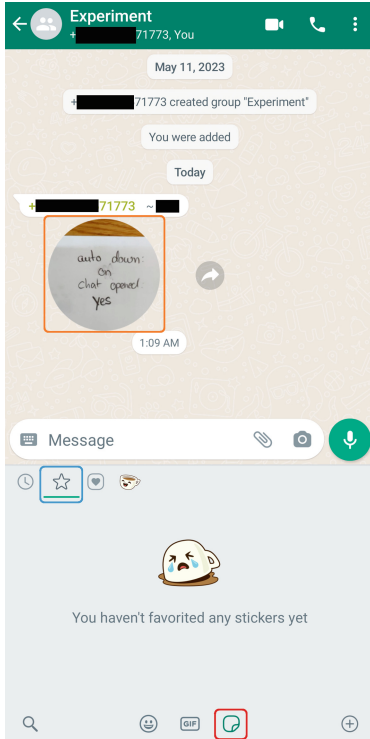 Experiment
+ 71773, You
May 11, 2023
+ 71773 created group "Experiment"
You were added
Today
+ 71773 ~
auto down:
on
chat opened:
Yes
1:09 AM
Message
You haven't favorited any stickers yet
GIF